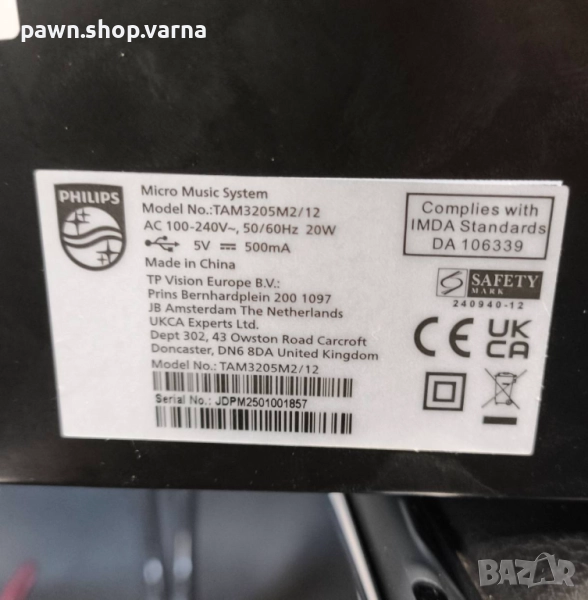 pawn.shop.varna
PHILIPS
Micro Music System
Model No.:TAM3205M2/12
AC 100-240V~, 50/60Hz 20W
5V ⎓ 500mA
Made in China
TP Vision Europe B.V.:
Prins Bernhardplein 200 1097
JB Amsterdam The Netherlands
UKCA Experts Ltd.
Dept 302, 43 Owston Road Carcroft
Doncaster, DN6 8DA United Kingdom
Model No.: TAM3205M2/12
Serial No.: JDPM2501001857
Complies with
IMDA Standards
DA 106339
SAFETY
MARK
240940-12
CE
UK
CA
bazar